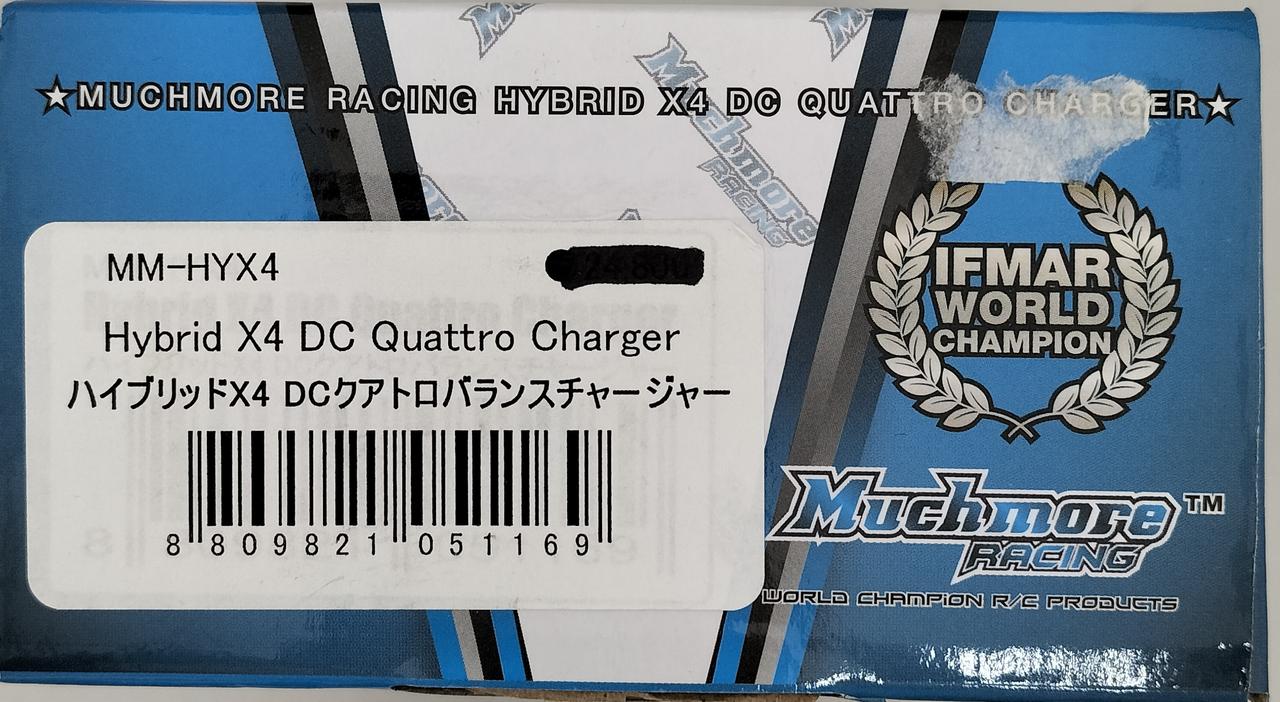 ★MUCHMORE RACING HYBRID X4 DC QUATTRO CHARGER★
Muchmore
RACING
MM-HYX4
Hybrid X4 DC Quattro Charger
ハイブリッドX4 DCクアトロバランスチャージャー
8 809821 051169
IFMAR
WORLD
CHAMPION
Muchmore™
RACING
WORLD CHAMPION R/C PRODUCTS